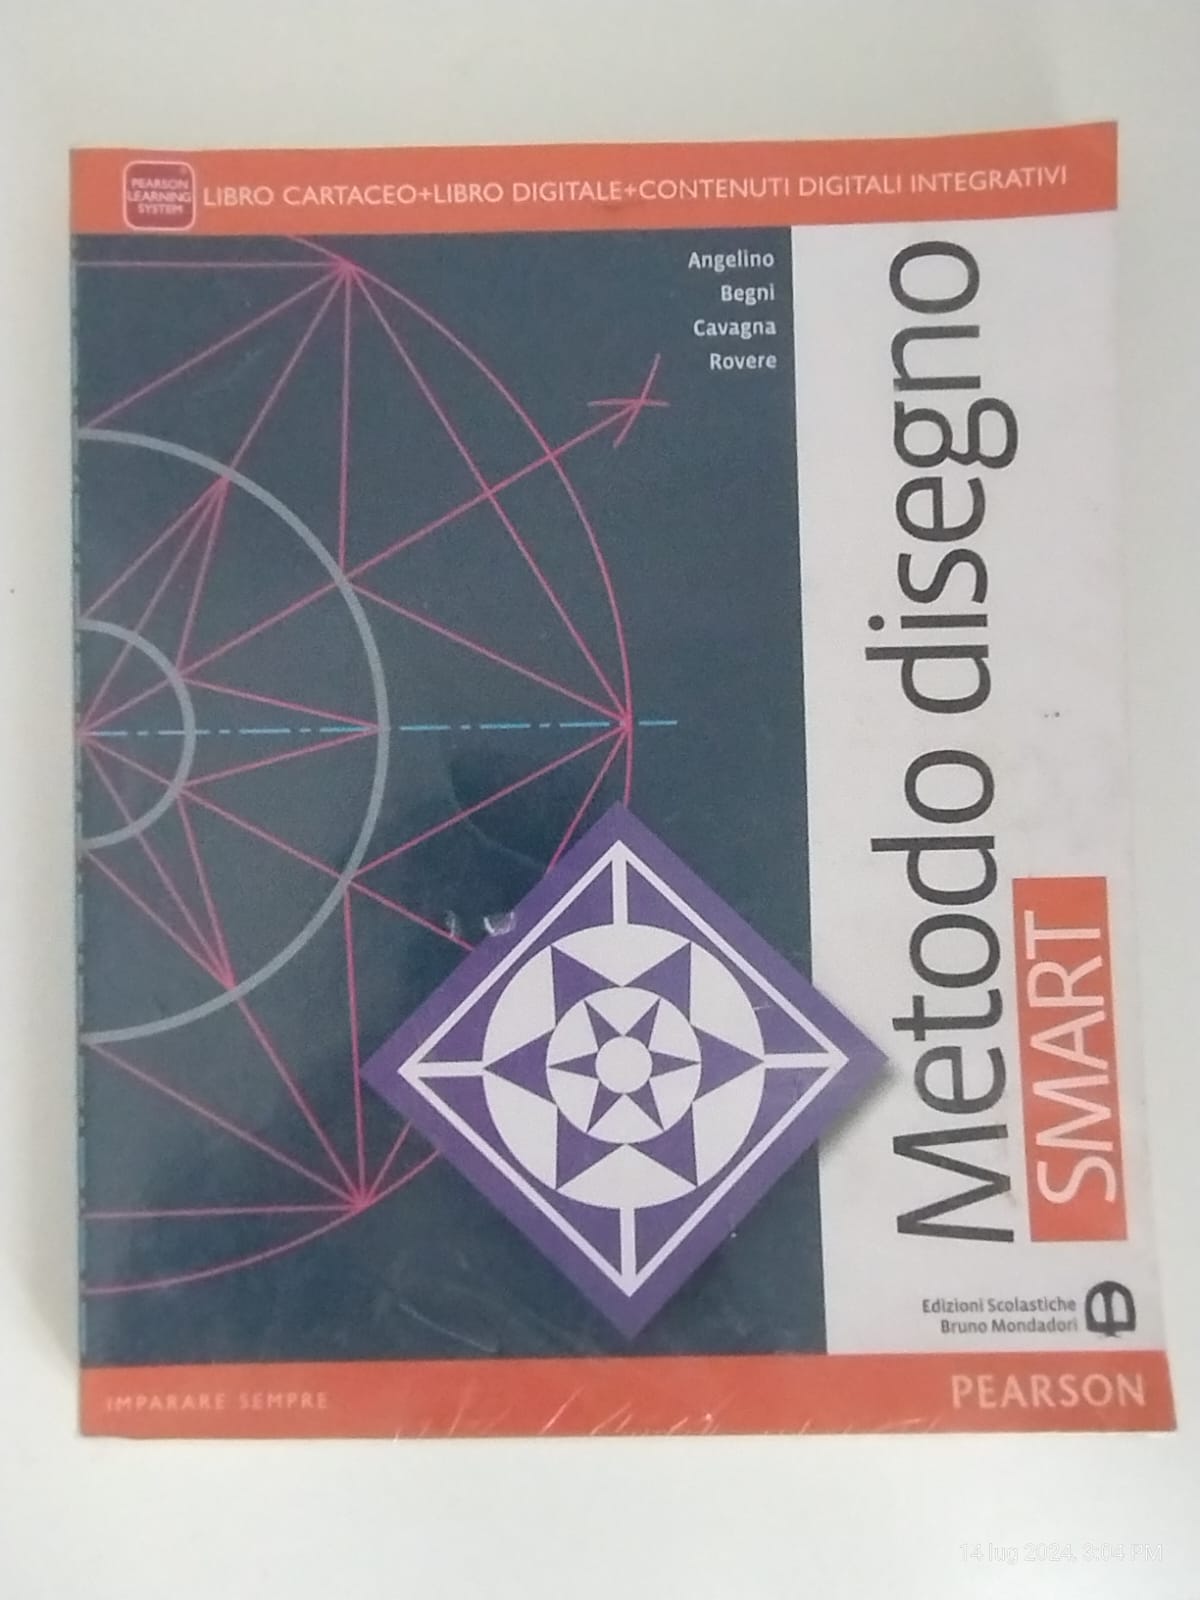 PEARSON
LEARNING
SYSTEM
LIBRO CARTACEO+LIBRO DIGITALE+CONTENUTI DIGITALI INTEGRATIVI
Angelino
Begni
Cavagna
Rovere
Metodo disegno
SMART
Edizioni Scolastiche
Bruno Mondadori
IMPARARE SEMPRE
PEARSON
14 lug 2024, 3:04 PM